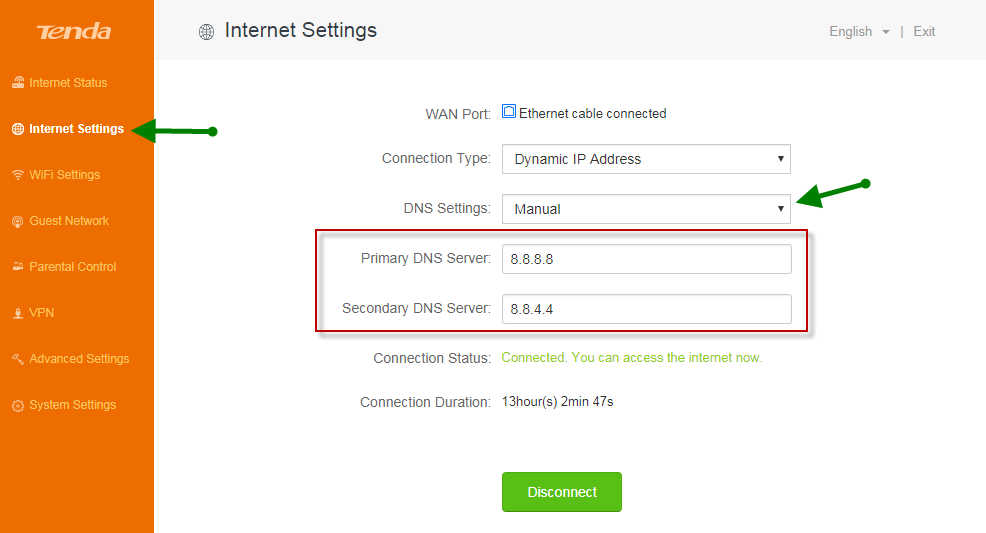 Tenda
Internet Settings
English | Exit
Internet Status
Internet Settings
WiFi Settings
Guest Network
Parental Control
VPN
Advanced Settings
System Settings
WAN Port: Ethernet cable connected
Connection Type: Dynamic IP Address
DNS Settings: Manual
Primary DNS Server: 8.8.8.8
Secondary DNS Server: 8.8.4.4
Connection Status: Connected. You can access the internet now.
Connection Duration: 13hour(s) 2min 47s
Disconnect